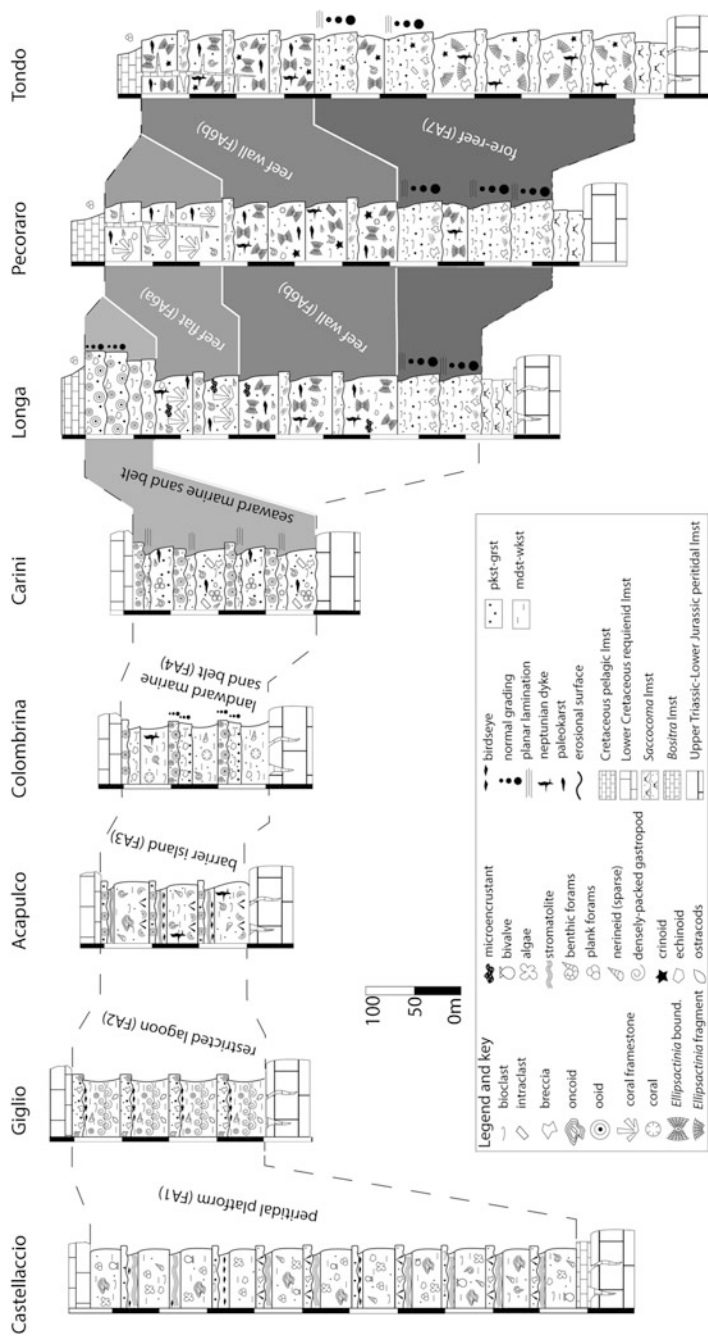 Castellaccio
Giglio
Acapulco
Colombrina
Carini
Longa
Pecoraro
Tondo
peritidal platform (FA1)
restricted lagoon (FA2)
barrier island (FA3)
landward marine
sand belt (FA4)
seaward marine sand belt
reef flat (FA6a)
reef wall (FA6b)
reef wall (FA6b)
fore-reef (FA7)
100
50
0m
Legend and key
bioclast
intraclast
breccia
oncoid
ooid
coral framestone
coral
Ellipsactinia bound.
Ellipsactinia fragment
microencrustant
bivalve
algae
stromatolite
benthic forams
plank forams
nerineid (sparse)
densely-packed gastropod
crinoid
echinoid
ostracods
birdseye
normal grading
planar lamination
neptunian dyke
paleokarst
erosional surface
Cretaceous pelagic lmst
Lower Cretaceous requienid lmst
Saccocoma lmst
Bositra lmst
Upper Triassic-Lower Jurassic peritidal lmst
pkst-grst
mdst-wkst